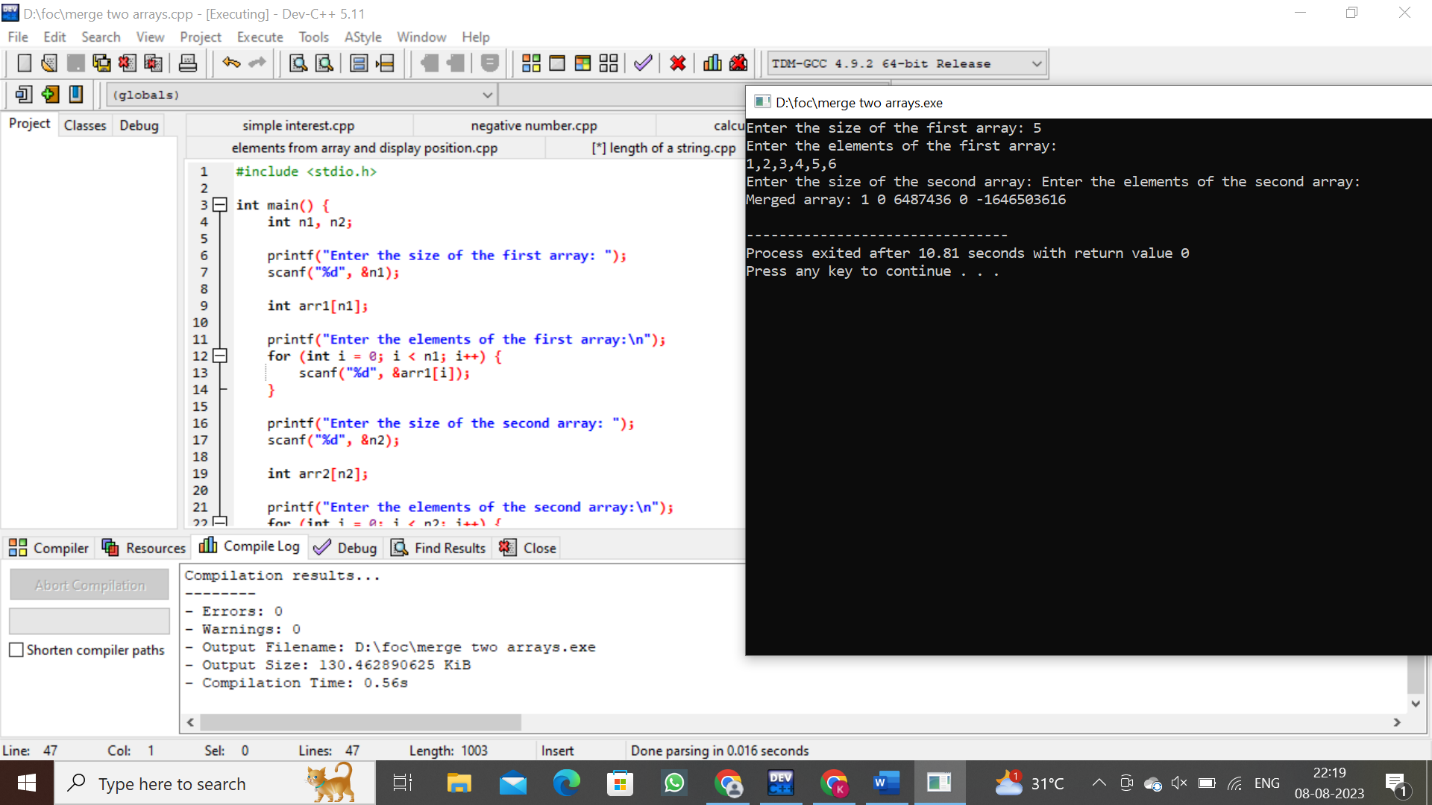 D:\foc\merge two arrays.cpp - [Executing] - Dev-C++ 5.11
File Edit Search View Project Execute Tools AStyle Window Help
TDM-GCC 4.9.2 64-bit Release
(globals)
Project Classes Debug
simple interest.cpp negative number.cpp calcu
elements from array and display position.cpp [*] length of a string.cpp
1 #include <stdio.h>
2
3 int main() {
4 int n1, n2;
5
6 printf("Enter the size of the first array: ");
7 scanf("%d", &n1);
8
9 int arr1[n1];
10
11 printf("Enter the elements of the first array:\n");
12 for (int i = 0; i < n1; i++) {
13 scanf("%d", &arr1[i]);
14 }
15
16 printf("Enter the size of the second array: ");
17 scanf("%d", &n2);
18
19 int arr2[n2];
20
21 printf("Enter the elements of the second array:\n");
22 for (int i = 0; i < n2; i++) {
D:\foc\merge two arrays.exe
Enter the size of the first array: 5
Enter the elements of the first array:
1,2,3,4,5,6
Enter the size of the second array: Enter the elements of the second array:
Merged array: 1 0 6487436 0 -1646503616
--------------------------------
Process exited after 10.81 seconds with return value 0
Press any key to continue . . .
Compiler Resources Compile Log Debug Find Results Close
Abort Compilation
Shorten compiler paths
Compilation results...
--------
- Errors: 0
- Warnings: 0
- Output Filename: D:\foc\merge two arrays.exe
- Output Size: 130.462890625 KiB
- Compilation Time: 0.56s
Line: 47 Col: 1 Sel: 0 Lines: 47 Length: 1003 Insert Done parsing in 0.016 seconds
Type here to search
DEV C++
K
W
1
31°C
ENG
22:19
08-08-2023
1